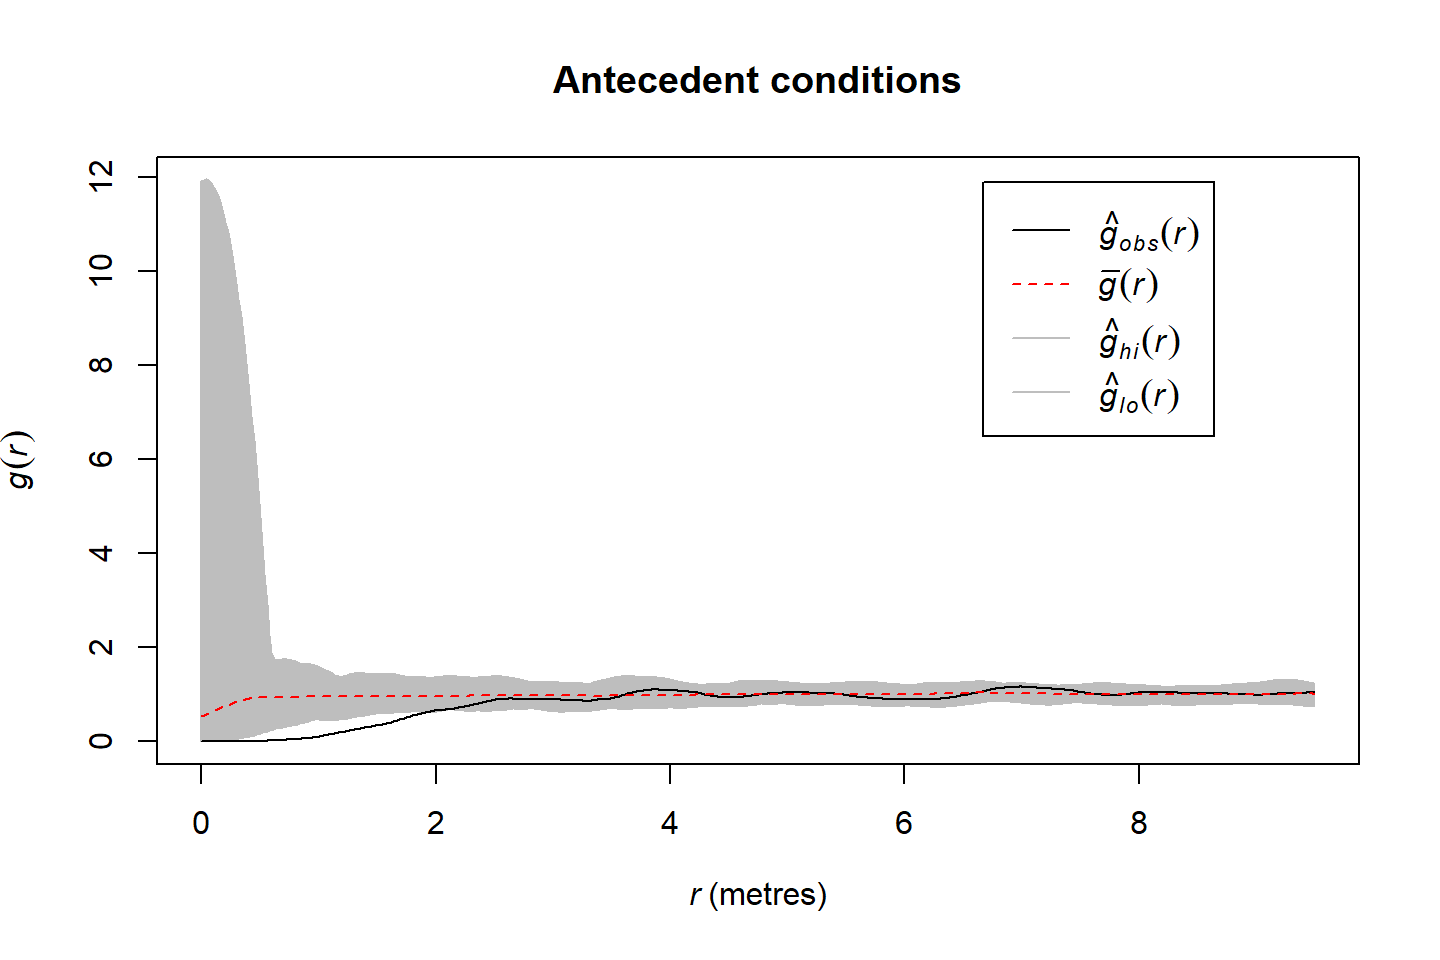 Antecedent conditions
g(r)
12
10
8
6
4
2
0
ĝobs(r)
g̅(r)
ĝhi(r)
ĝlo(r)
0 2 4 6 8
r (metres)